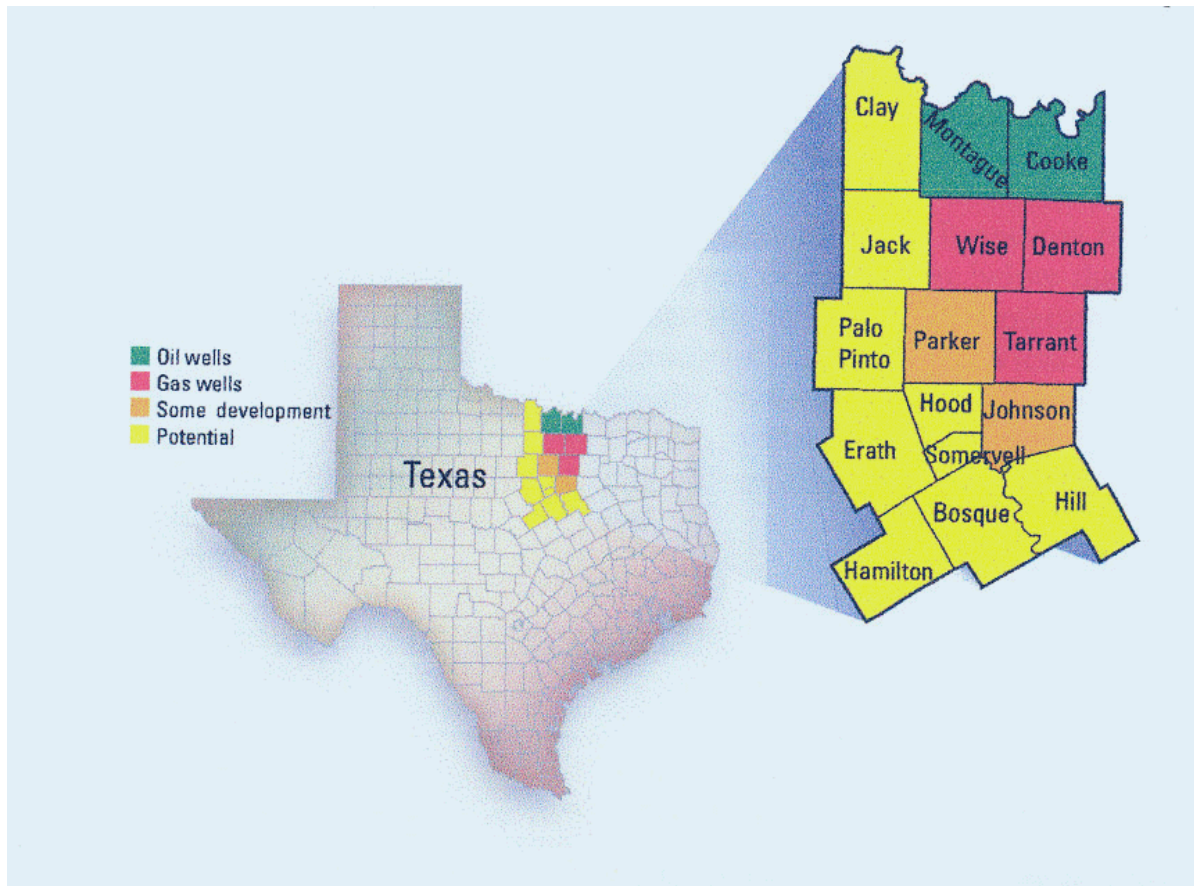 Clay
Montague
Cooke
Jack
Wise
Denton
Palo
Pinto
Parker
Tarrant
Hood
Johnson
Erath
Somervell
Bosque
Hill
Hamilton
Oil wells
Gas wells
Some development
Potential
Texas